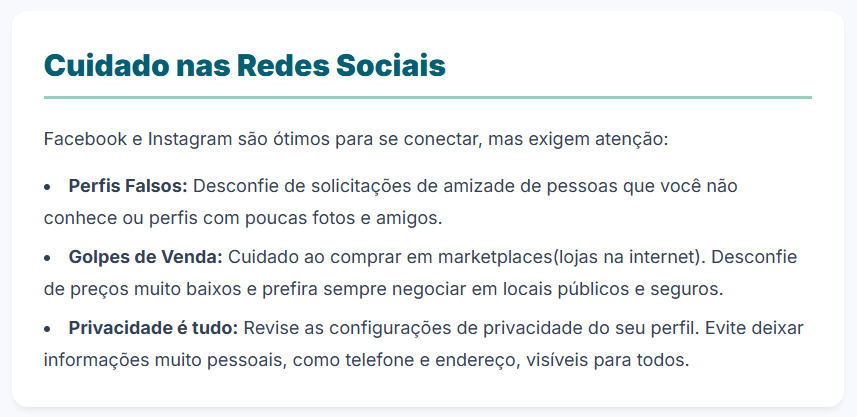 Cuidado nas Redes Sociais
Facebook e Instagram são ótimos para se conectar, mas exigem atenção:
• Perfis Falsos: Desconfie de solicitações de amizade de pessoas que você não
conhece ou perfis com poucas fotos e amigos.
• Golpes de Venda: Cuidado ao comprar em marketplaces(lojas na internet). Desconfie
de preços muito baixos e prefira sempre negociar em locais públicos e seguros.
• Privacidade é tudo: Revise as configurações de privacidade do seu perfil. Evite deixar
informações muito pessoais, como telefone e endereço, visíveis para todos.